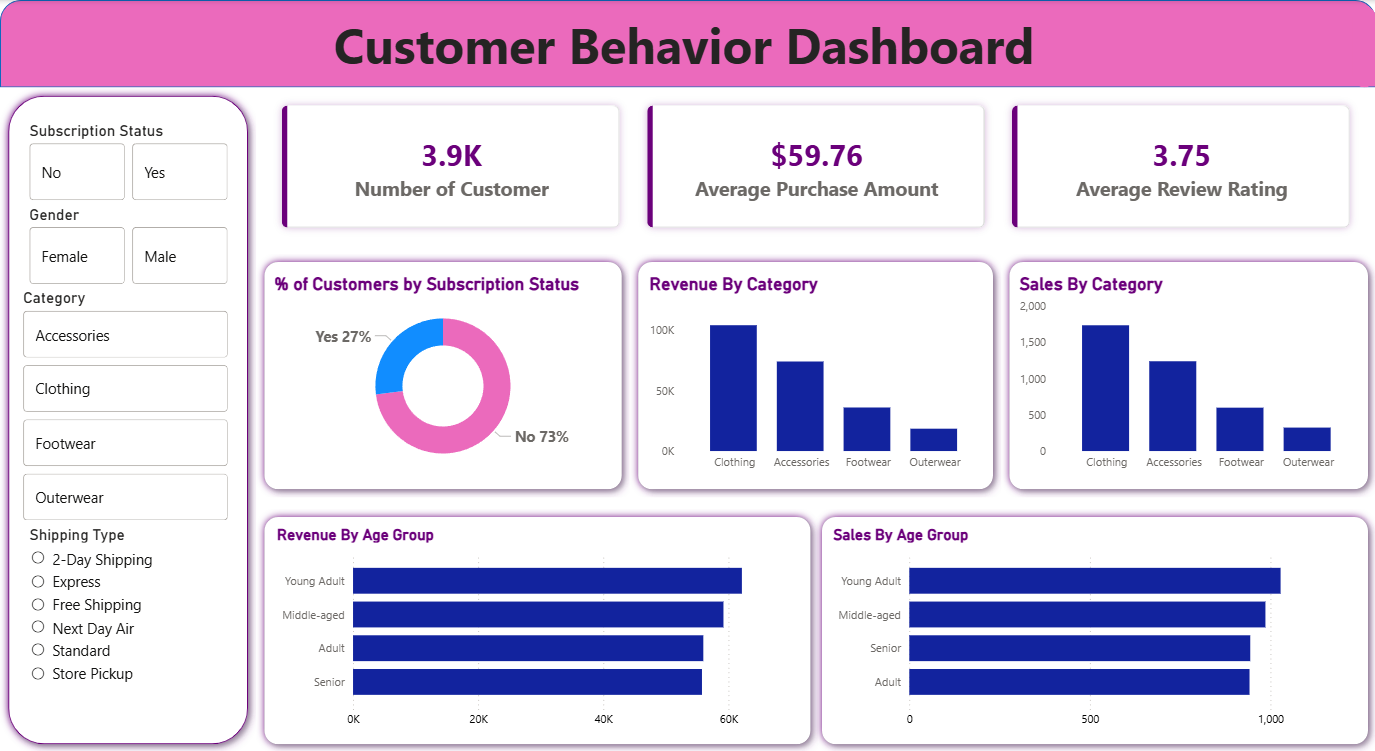 Customer Behavior Dashboard
Subscription Status
No
Yes
Gender
Female
Male
Category
Accessories
Clothing
Footwear
Outerwear
Shipping Type
2-Day Shipping
Express
Free Shipping
Next Day Air
Standard
Store Pickup
3.9K
Number of Customer
$59.76
Average Purchase Amount
3.75
Average Review Rating
% of Customers by Subscription Status
Yes 27%
No 73%
Revenue By Category
100K
50K
0K
Clothing Accessories Footwear Outerwear
Sales By Category
2,000
1,500
1,000
500
0
Clothing Accessories Footwear Outerwear
Revenue By Age Group
Young Adult
Middle-aged
Adult
Senior
0K 20K 40K 60K
Sales By Age Group
Young Adult
Middle-aged
Senior
Adult
0 500 1,000